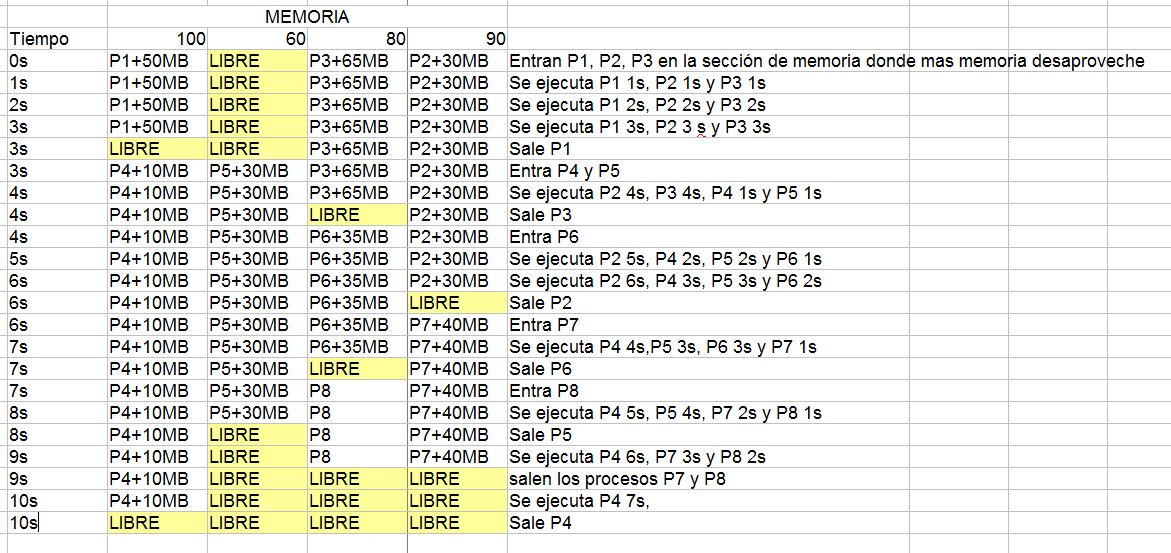 MEMORIA
Tiempo 100 60 80 90
0s P1+50MB LIBRE P3+65MB P2+30MB Entran P1, P2, P3 en la sección de memoria donde mas memoria desaproveche
1s P1+50MB LIBRE P3+65MB P2+30MB Se ejecuta P1 1s, P2 1s y P3 1s
2s P1+50MB LIBRE P3+65MB P2+30MB Se ejecuta P1 2s, P2 2s y P3 2s
3s P1+50MB LIBRE P3+65MB P2+30MB Se ejecuta P1 3s, P2 3 s y P3 3s
3s LIBRE LIBRE P3+65MB P2+30MB Sale P1
3s P4+10MB P5+30MB P3+65MB P2+30MB Entra P4 y P5
4s P4+10MB P5+30MB P3+65MB P2+30MB Se ejecuta P2 4s, P3 4s, P4 1s y P5 1s
4s P4+10MB P5+30MB LIBRE P2+30MB Sale P3
4s P4+10MB P5+30MB P6+35MB P2+30MB Entra P6
5s P4+10MB P5+30MB P6+35MB P2+30MB Se ejecuta P2 5s, P4 2s, P5 2s y P6 1s
6s P4+10MB P5+30MB P6+35MB P2+30MB Se ejecuta P2 6s, P4 3s, P5 3s y P6 2s
6s P4+10MB P5+30MB P6+35MB LIBRE Sale P2
6s P4+10MB P5+30MB P6+35MB P7+40MB Entra P7
7s P4+10MB P5+30MB P6+35MB P7+40MB Se ejecuta P4 4s,P5 3s, P6 3s y P7 1s
7s P4+10MB P5+30MB LIBRE P7+40MB Sale P6
7s P4+10MB P5+30MB P8 P7+40MB Entra P8
8s P4+10MB P5+30MB P8 P7+40MB Se ejecuta P4 5s, P5 4s, P7 2s y P8 1s
8s P4+10MB LIBRE P8 P7+40MB Sale P5
9s P4+10MB LIBRE P8 P7+40MB Se ejecuta P4 6s, P7 3s y P8 2s
9s P4+10MB LIBRE LIBRE LIBRE salen los procesos P7 y P8
10s P4+10MB LIBRE LIBRE LIBRE Se ejecuta P4 7s,
10s LIBRE LIBRE LIBRE LIBRE Sale P4